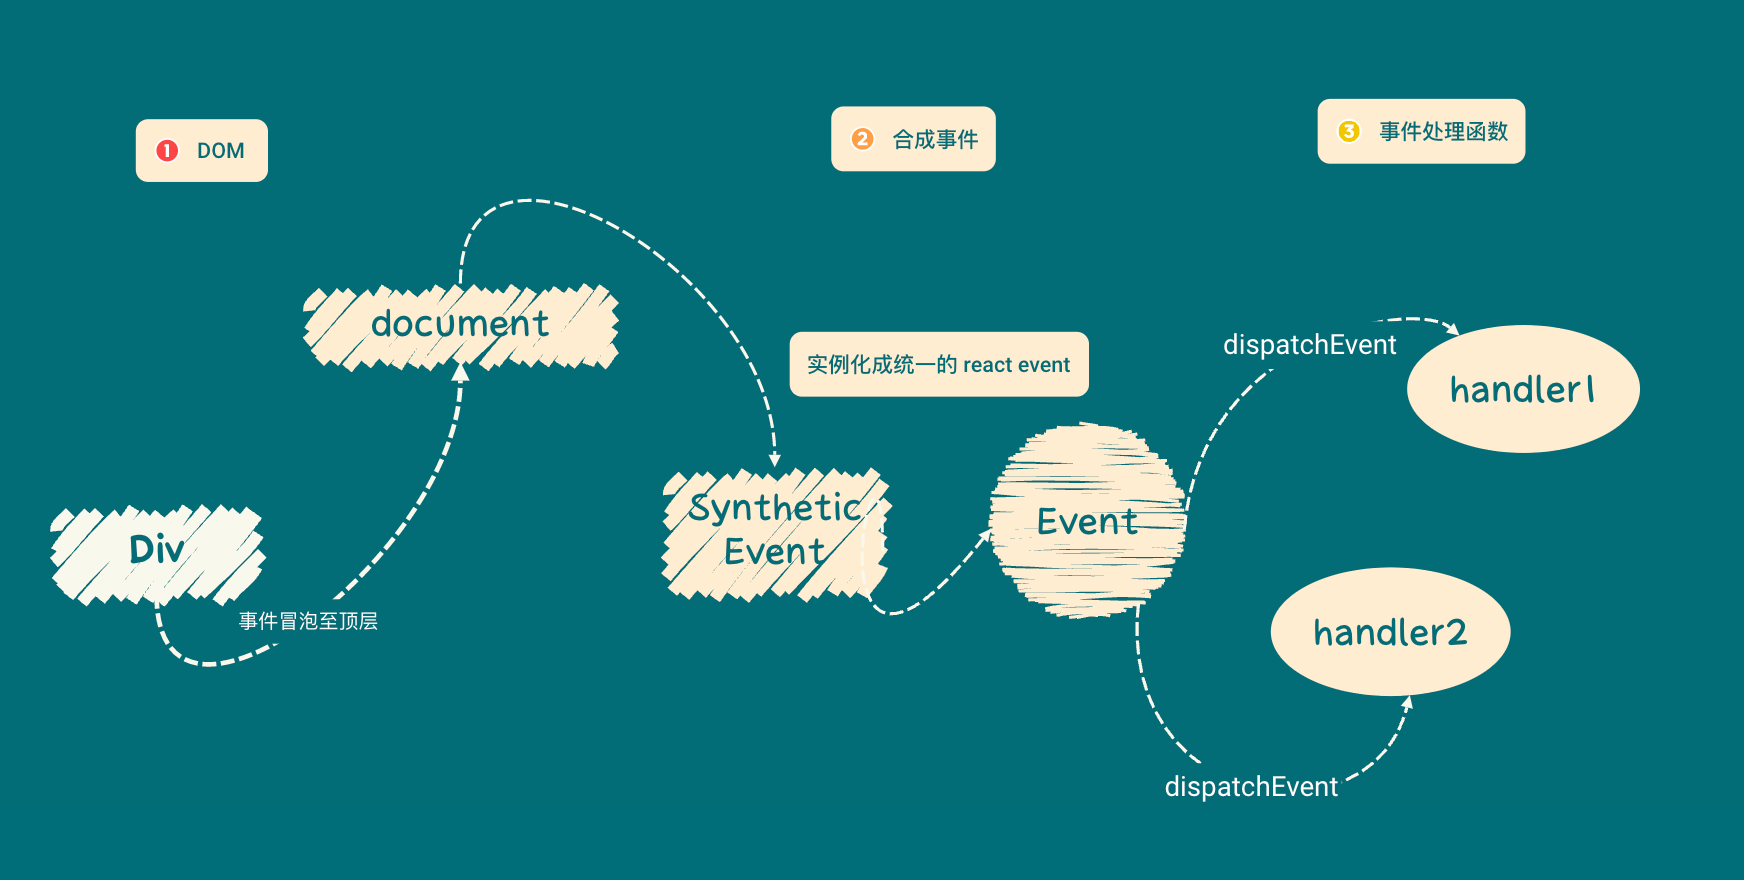 1 DOM
2 合成事件
3 事件处理函数
document
实例化成统一的 react event
dispatchEvent
handler1
Synthetic
Event
Event
Div
事件冒泡至顶层
handler2
dispatchEvent